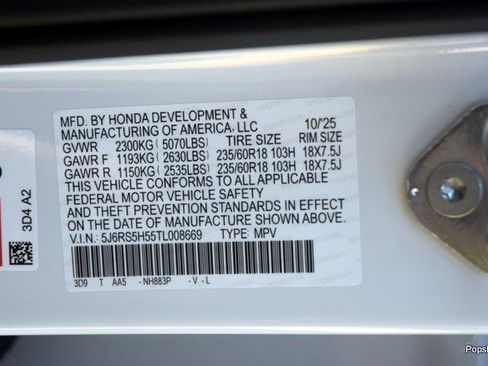 MFD. BY HONDA DEVELOPMENT &
MANUFACTURING OF AMERICA, LLC 10/'25
GVWR 2300KG ( 5070LBS) TIRE SIZE RIM SIZE
GAWR F 1193KG ( 2630LBS) 235/60R18 103H 18X7.5J
GAWR R 1150KG ( 2535LBS) 235/60R18 103H 18X7.5J
THIS VEHICLE CONFORMS TO ALL APPLICABLE
FEDERAL MOTOR VEHICLE SAFETY
AND THEFT PREVENTION STANDARDS IN EFFECT
ON THE DATE OF MANUFACTURE SHOWN ABOVE.
V.I.N.: 5J6RS5H55TL008669 TYPE: MPV
3D9 T AA5 -NH883P -V-L
3D4 A2